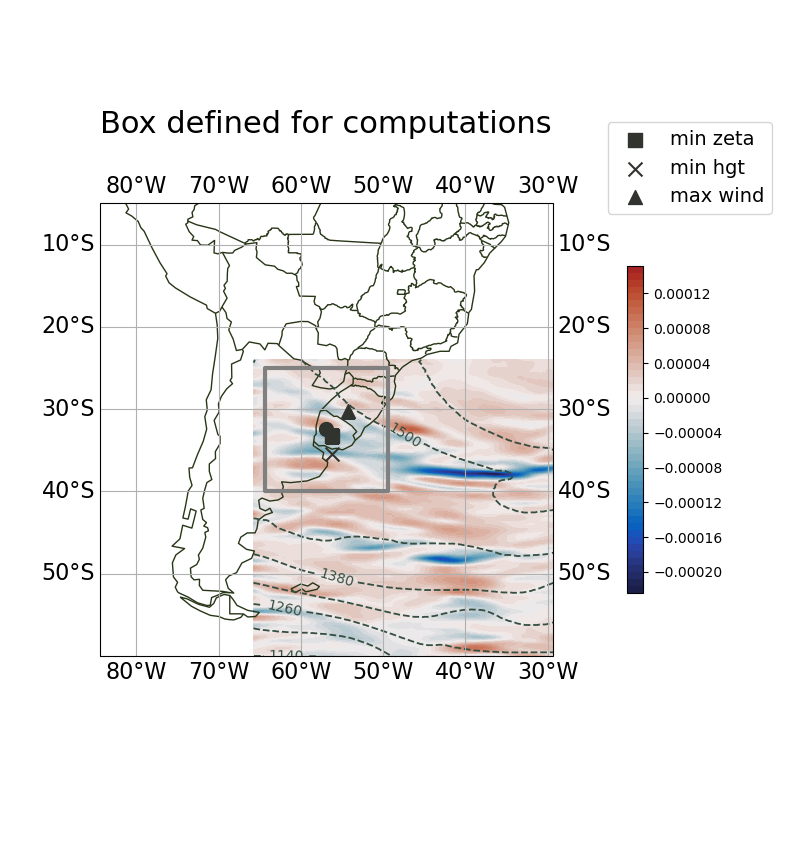 Box defined for computations
min zeta
min hgt
max wind
80°W 70°W 60°W 50°W 40°W 30°W
10°S 10°S
20°S 20°S
30°S 30°S
40°S 40°S
50°S 50°S
80°W 70°W 60°W 50°W 40°W 30°W
1500
1380
1260
1140
0.00012
0.00008
0.00004
0.00000
−0.00004
−0.00008
−0.00012
−0.00016
−0.00020